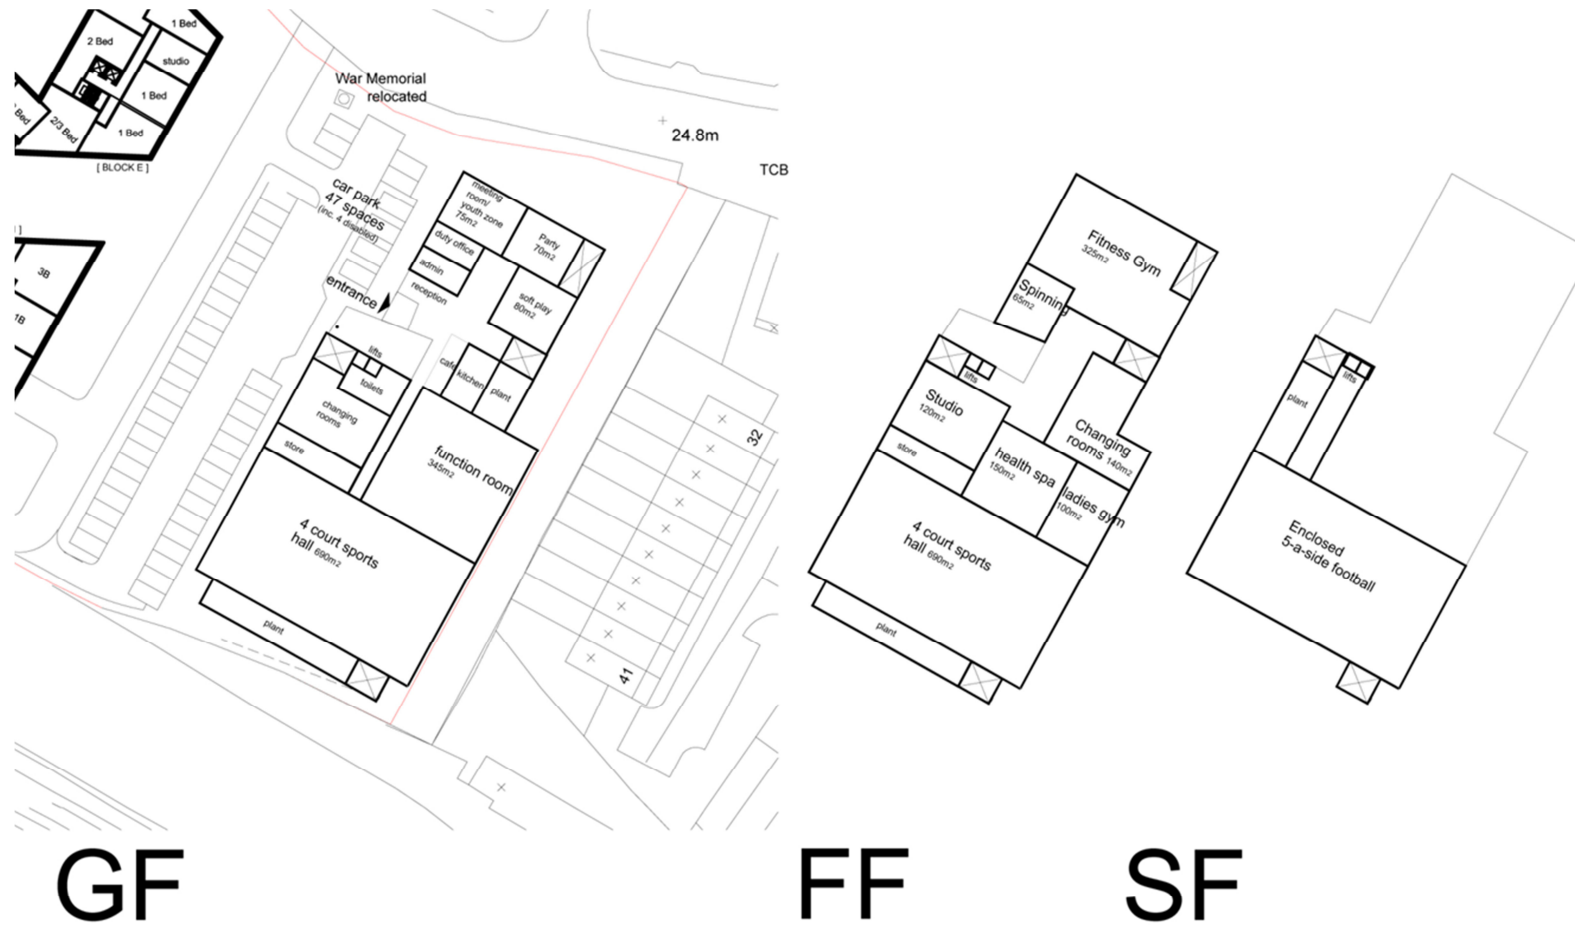 1 Bed
2 Bed
studio
1 Bed
Bed
2/3 Bed
1 Bed
[ BLOCK E ]
]
3B
1B
War Memorial
relocated
24.8m
TCB
car park
47 spaces
(inc. 4 disabled)
entrance
meeting
room/
youth zone
75m2
Party
70m2
duty office
admin
reception
soft play
80m2
lifts
toilets
cafe
kitchen
plant
changing
rooms
store
function room
345m2
4 court sports
hall 690m2
plant
32
41
GF
Fitness Gym
325m2
Spinning
65m2
lifts
Studio
120m2
store
Changing
rooms 140m2
health spa
150m2
ladies gym
100m2
4 court sports
hall 690m2
plant
FF
lifts
plant
Enclosed
5-a-side football
SF